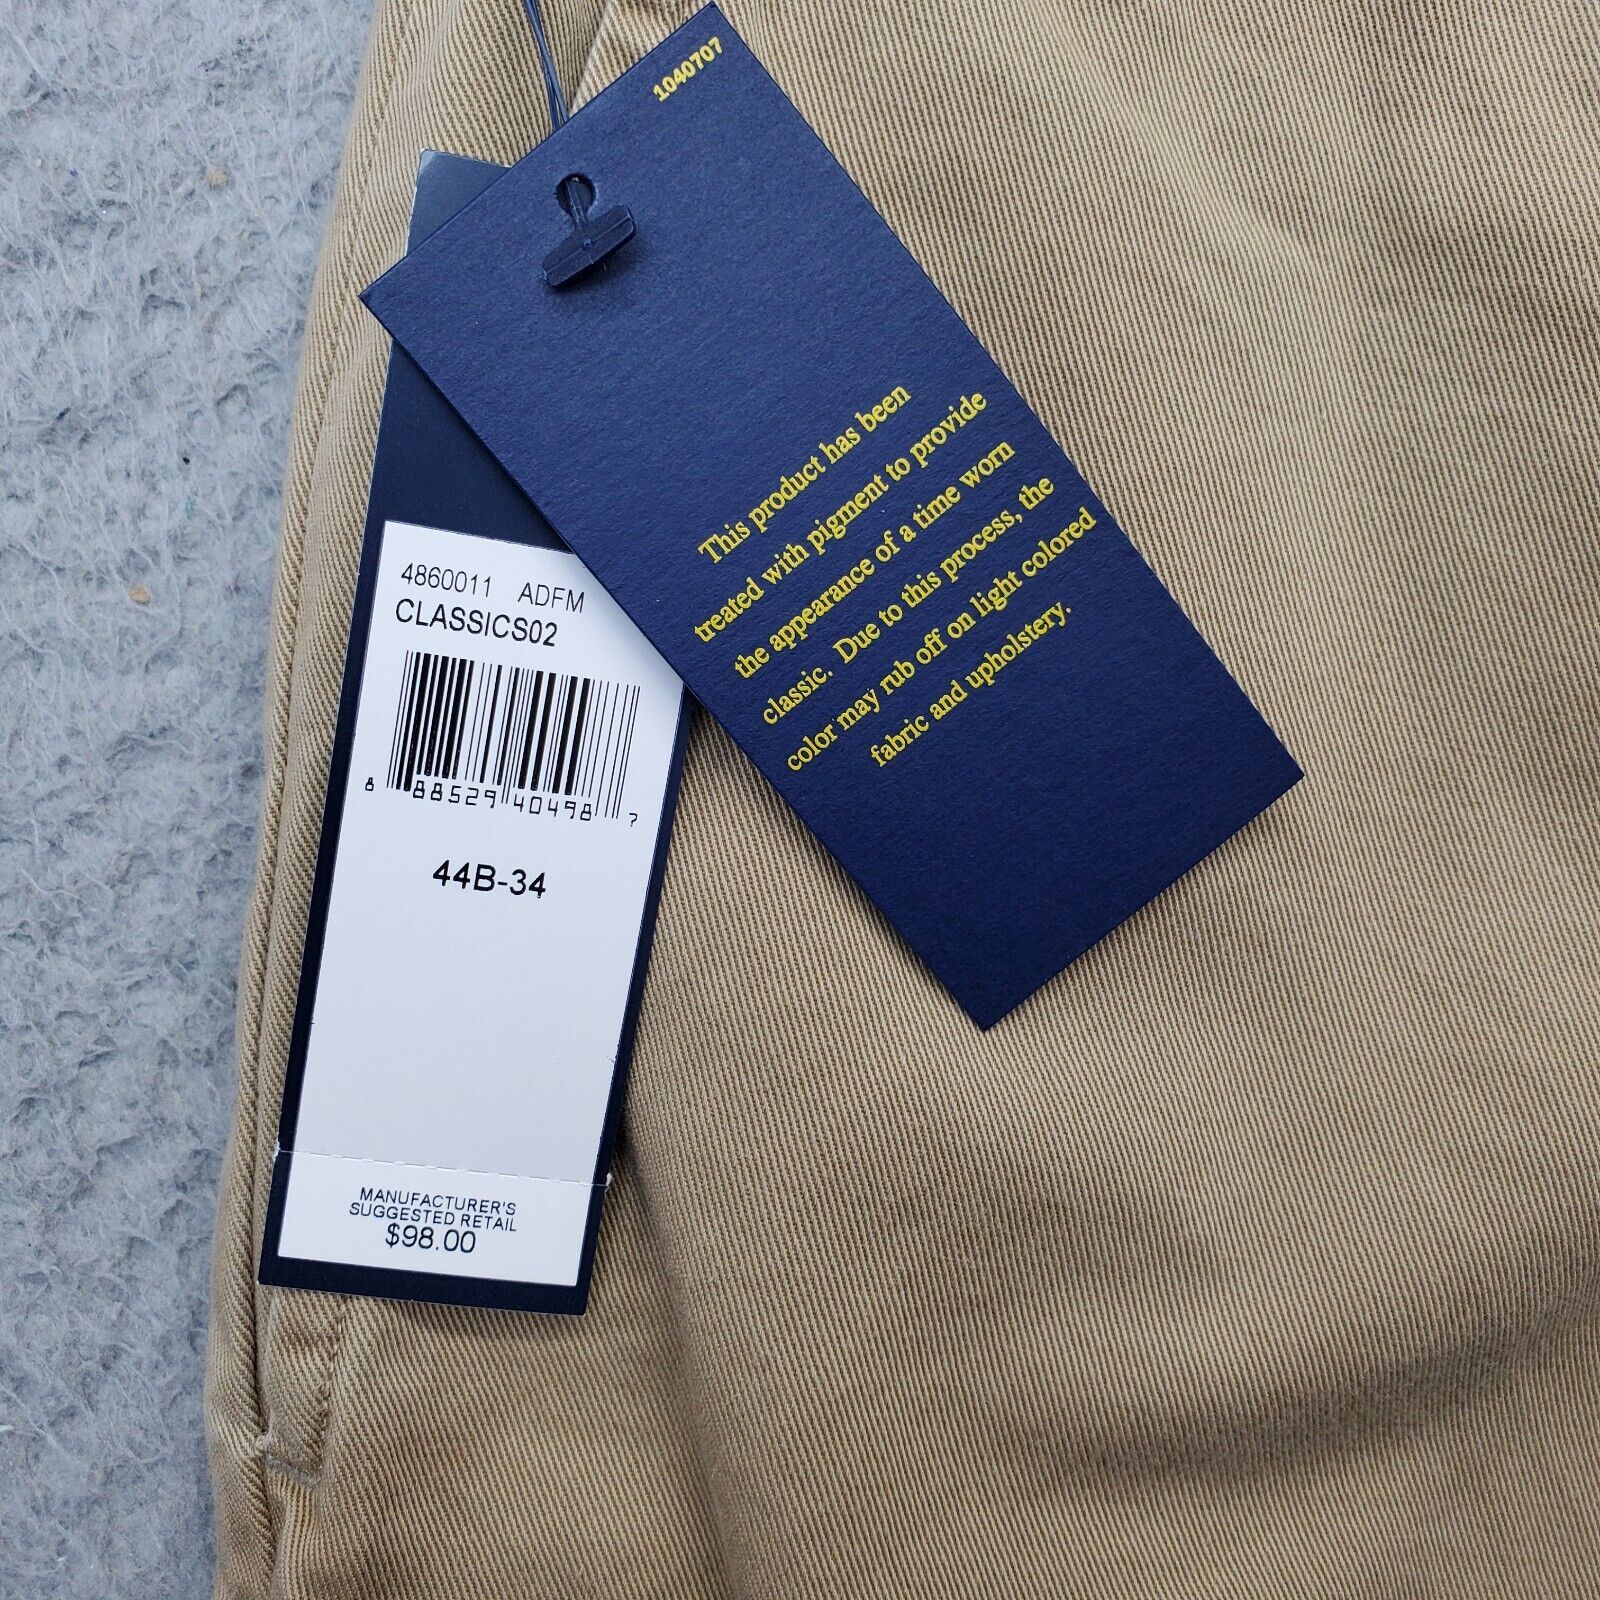 1040707
This product has been
treated with pigment to provide
the appearance of a time worn
classic. Due to this process, the
color may rub off on light colored
fabric and upholstery.
4860011 ADFM
CLASSICS02
8 88529 40498 7
44B-34
MANUFACTURER'S
SUGGESTED RETAIL
$98.00